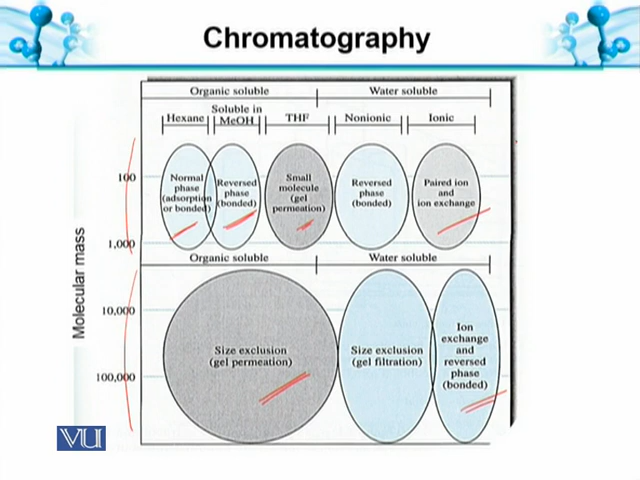 Chromatography
Organic soluble
Water soluble
Hexane
Soluble in
MeOH
THF
Nonionic
Ionic
100
Normal
phase
(adsorption
or bonded)
Reversed
phase
(bonded)
Small
molecule
(gel
permeation)
Reversed
phase
(bonded)
Paired ion
and
ion exchange
1,000
Organic soluble
Water soluble
Molecular mass
10,000
100,000
Size exclusion
(gel permeation)
Size exclusion
(gel filtration)
Ion
exchange
and
reversed
phase
(bonded)
VU